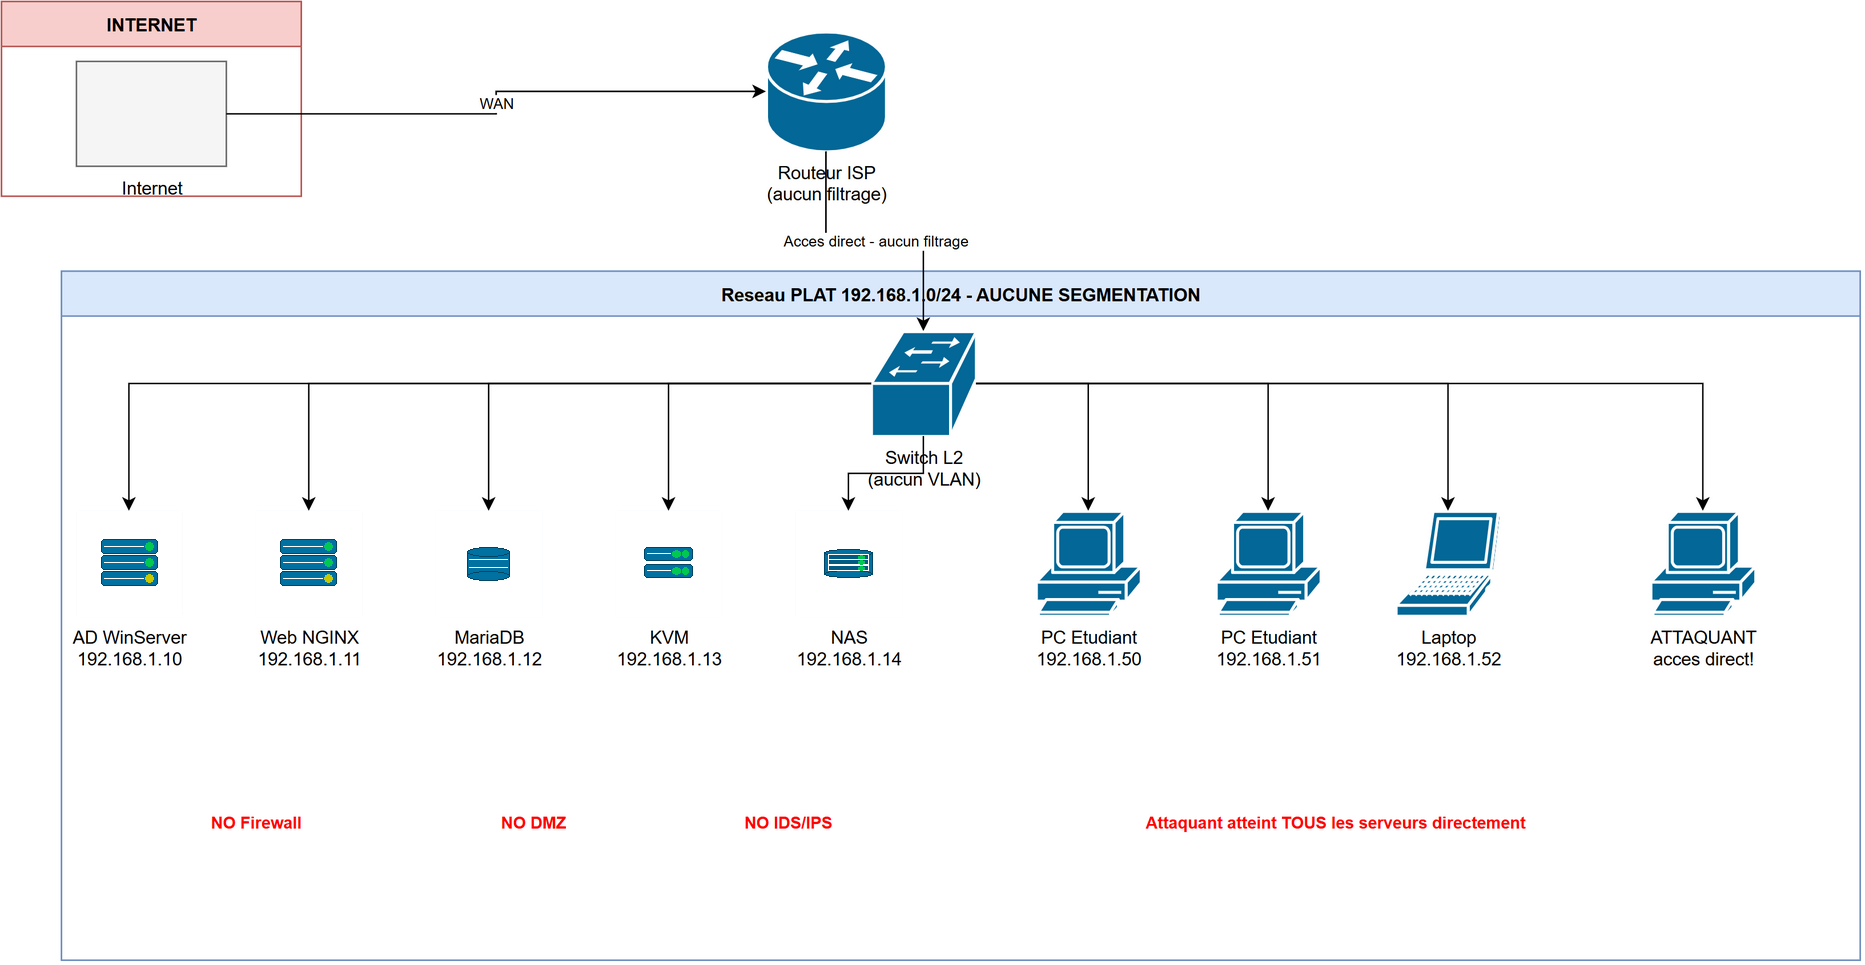 INTERNET
Internet
WAN
Routeur ISP
(aucun filtrage)
Acces direct - aucun filtrage
Reseau PLAT 192.168.1.0/24 - AUCUNE SEGMENTATION
Switch L2
(aucun VLAN)
AD WinServer
192.168.1.10
Web NGINX
192.168.1.11
MariaDB
192.168.1.12
KVM
192.168.1.13
NAS
192.168.1.14
PC Etudiant
192.168.1.50
PC Etudiant
192.168.1.51
Laptop
192.168.1.52
ATTAQUANT
acces direct!
NO Firewall
NO DMZ
NO IDS/IPS
Attaquant atteint TOUS les serveurs directement